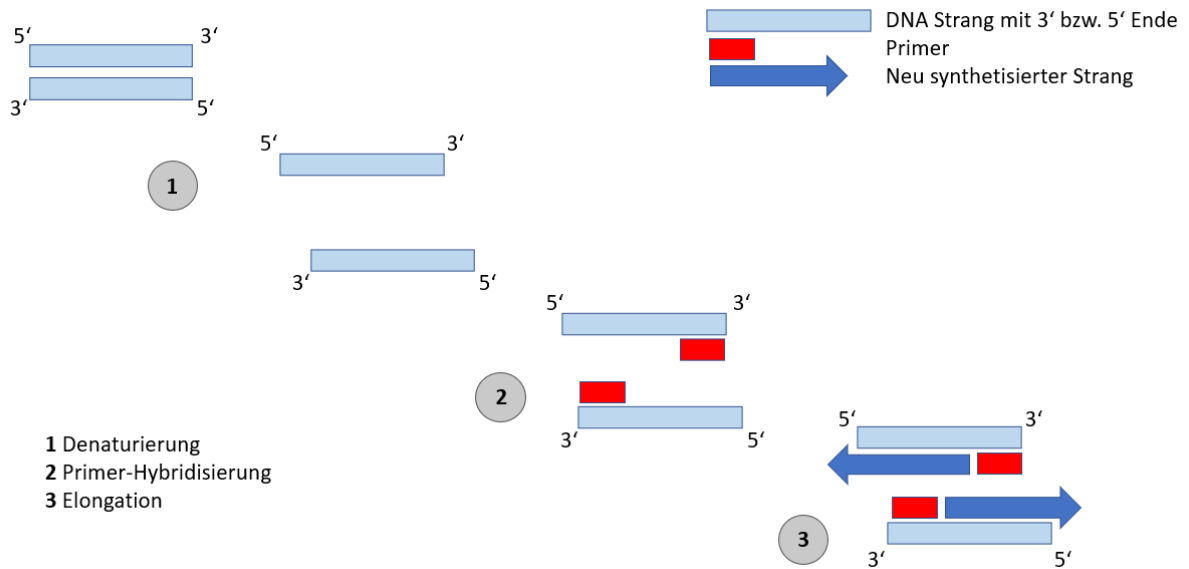 5‘ 3‘
3‘ 5‘
DNA Strang mit 3‘ bzw. 5‘ Ende
Primer
Neu synthetisierter Strang
1
5‘ 3‘
3‘ 5‘
2
5‘ 3‘
3‘ 5‘
3
5‘ 3‘
3‘ 5‘
1 Denaturierung
2 Primer-Hybridisierung
3 Elongation